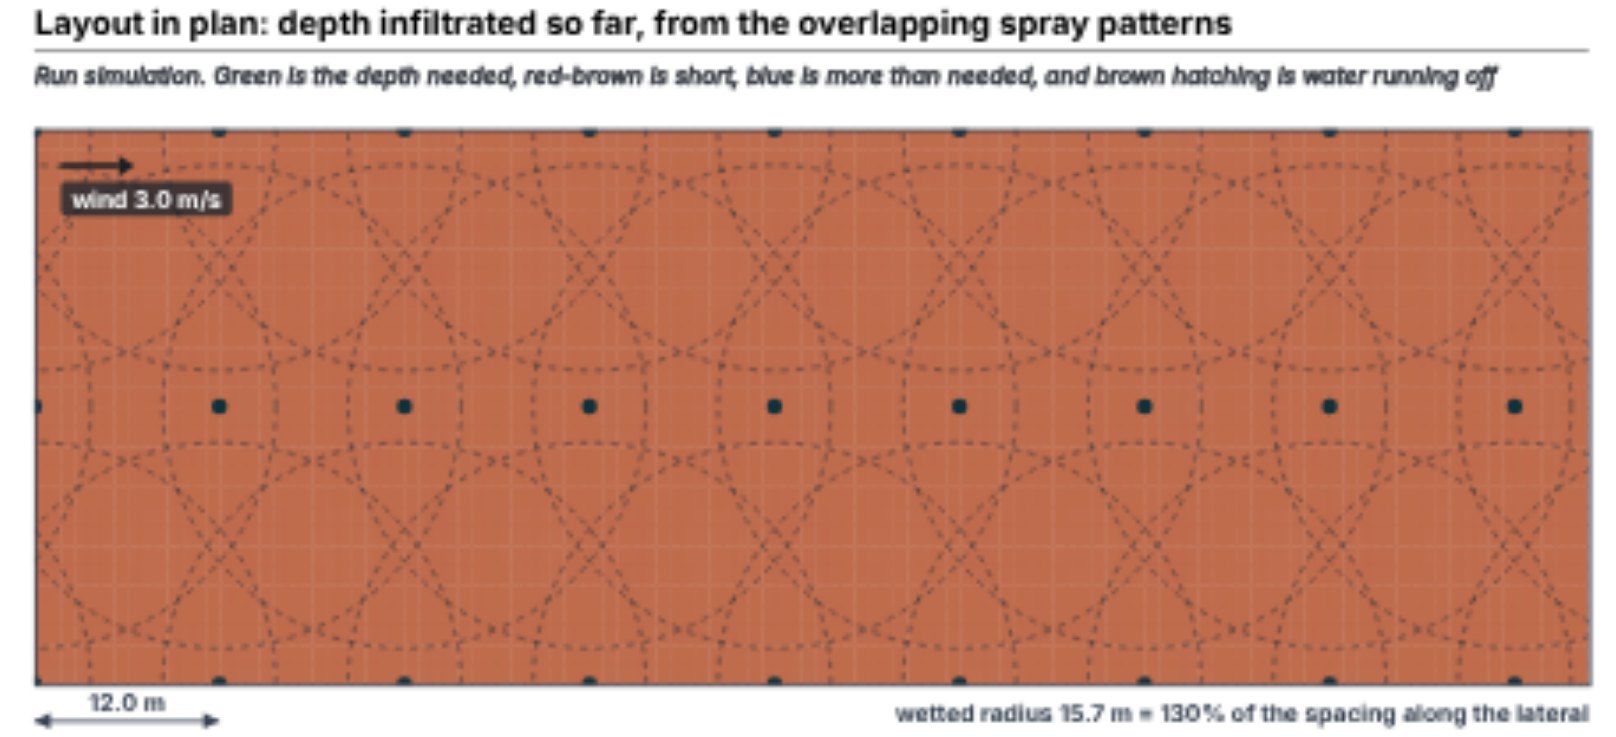 Layout in plan: depth infiltrated so far, from the overlapping spray patterns
Run simulation. Green is the depth needed, red-brown is short, blue is more than needed, and brown hatching is water running off
wind 3.0 m/s
12.0 m
wetted radius 15.7 m = 130% of the spacing along the lateral